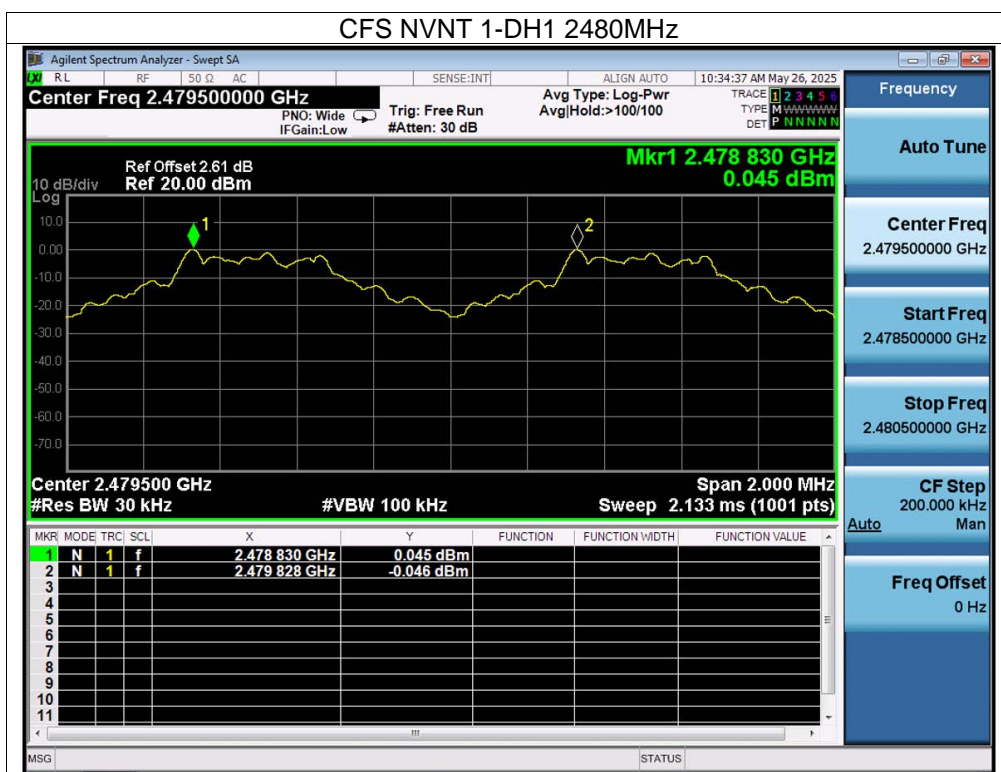 CFS NVNT 1-DH1 2480MHz
Agilent Spectrum Analyzer - Swept SA
LXI RL RF 50 Ω AC SENSE:INT ALIGN AUTO 10:34:37 AM May 26, 2025
Center Freq 2.479500000 GHz
PNO: Wide
IFGain:Low
Trig: Free Run
#Atten: 30 dB
Avg Type: Log-Pwr
Avg|Hold:>100/100
TRACE 1 2 3 4 5 6
TYPE M WWWWW
DET P N N N N N
Ref Offset 2.61 dB
Ref 20.00 dBm
10 dB/div
Log
Mkr1 2.478 830 GHz
0.045 dBm
10.0
0.00
-10.0
-20.0
-30.0
-40.0
-50.0
-60.0
-70.0
1
2
Center 2.479500 GHz Span 2.000 MHz
#Res BW 30 kHz #VBW 100 kHz Sweep 2.133 ms (1001 pts)
MKR MODE TRC SCL X Y FUNCTION FUNCTION WIDTH FUNCTION VALUE
1 N 1 f 2.478 830 GHz 0.045 dBm
2 N 1 f 2.479 828 GHz -0.046 dBm
3
4
5
6
7
8
9
10
11
MSG STATUS
Frequency
Auto Tune
Center Freq
2.479500000 GHz
Start Freq
2.478500000 GHz
Stop Freq
2.480500000 GHz
CF Step
200.000 kHz
Auto Man
Freq Offset
0 Hz